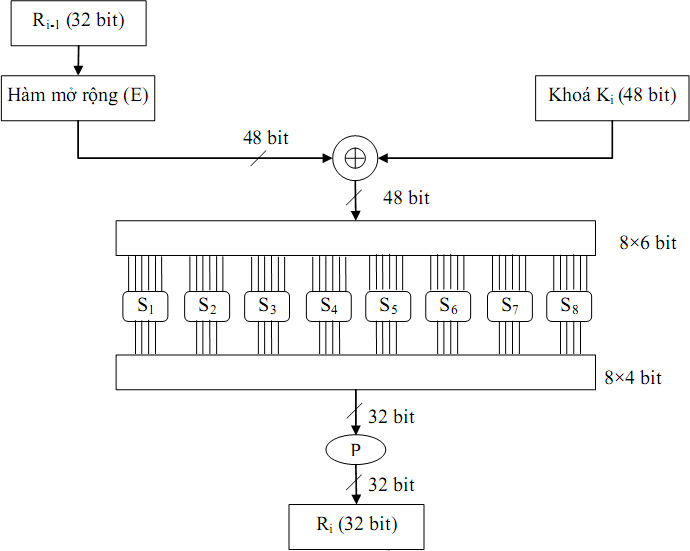 Rᵢ₋₁ (32 bit)
Hàm mở rộng (E)
Khoá Kᵢ (48 bit)
48 bit
48 bit
8×6 bit
S₁ S₂ S₃ S₄ S₅ S₆ S₇ S₈
8×4 bit
32 bit
P
32 bit
Rᵢ (32 bit)